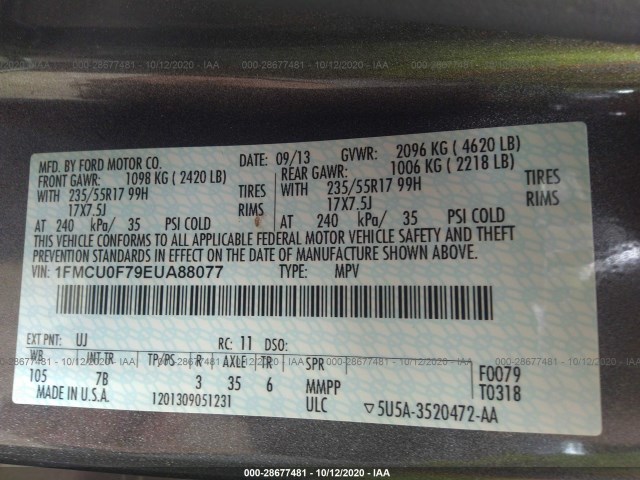 000-28677481 - 10/12/2020 - IAA
MFD. BY FORD MOTOR CO. DATE: 09/13 GVWR: 2096 KG ( 4620 LB)
FRONT GAWR: 1098 KG ( 2420 LB) REAR GAWR: 1006 KG ( 2218 LB)
WITH 235/55R17 99H TIRES WITH 235/55R17 99H TIRES
17X7.5J RIMS 17X7.5J RIMS
AT 240 kPa/ 35 PSI COLD AT 240 kPa/ 35 PSI COLD
THIS VEHICLE CONFORMS TO ALL APPLICABLE FEDERAL MOTOR VEHICLE SAFETY AND THEFT
PREVENTION STANDARDS IN EFFECT ON THE DATE OF MANUFACTURE SHOWN ABOVE.
VIN: 1FMCU0F79EUA88077 TYPE: MPV
EXT PNT: UJ RC: 11 DSO:
WB INT TR TP/PS R AXLE TR SPR F0079
105 7B 3 35 6 MMPP T0318
MADE IN U.S.A. 1201309051231 ULC ▽5U5A-3520472-AA
000-28677481 - 10/12/2020 - IAA